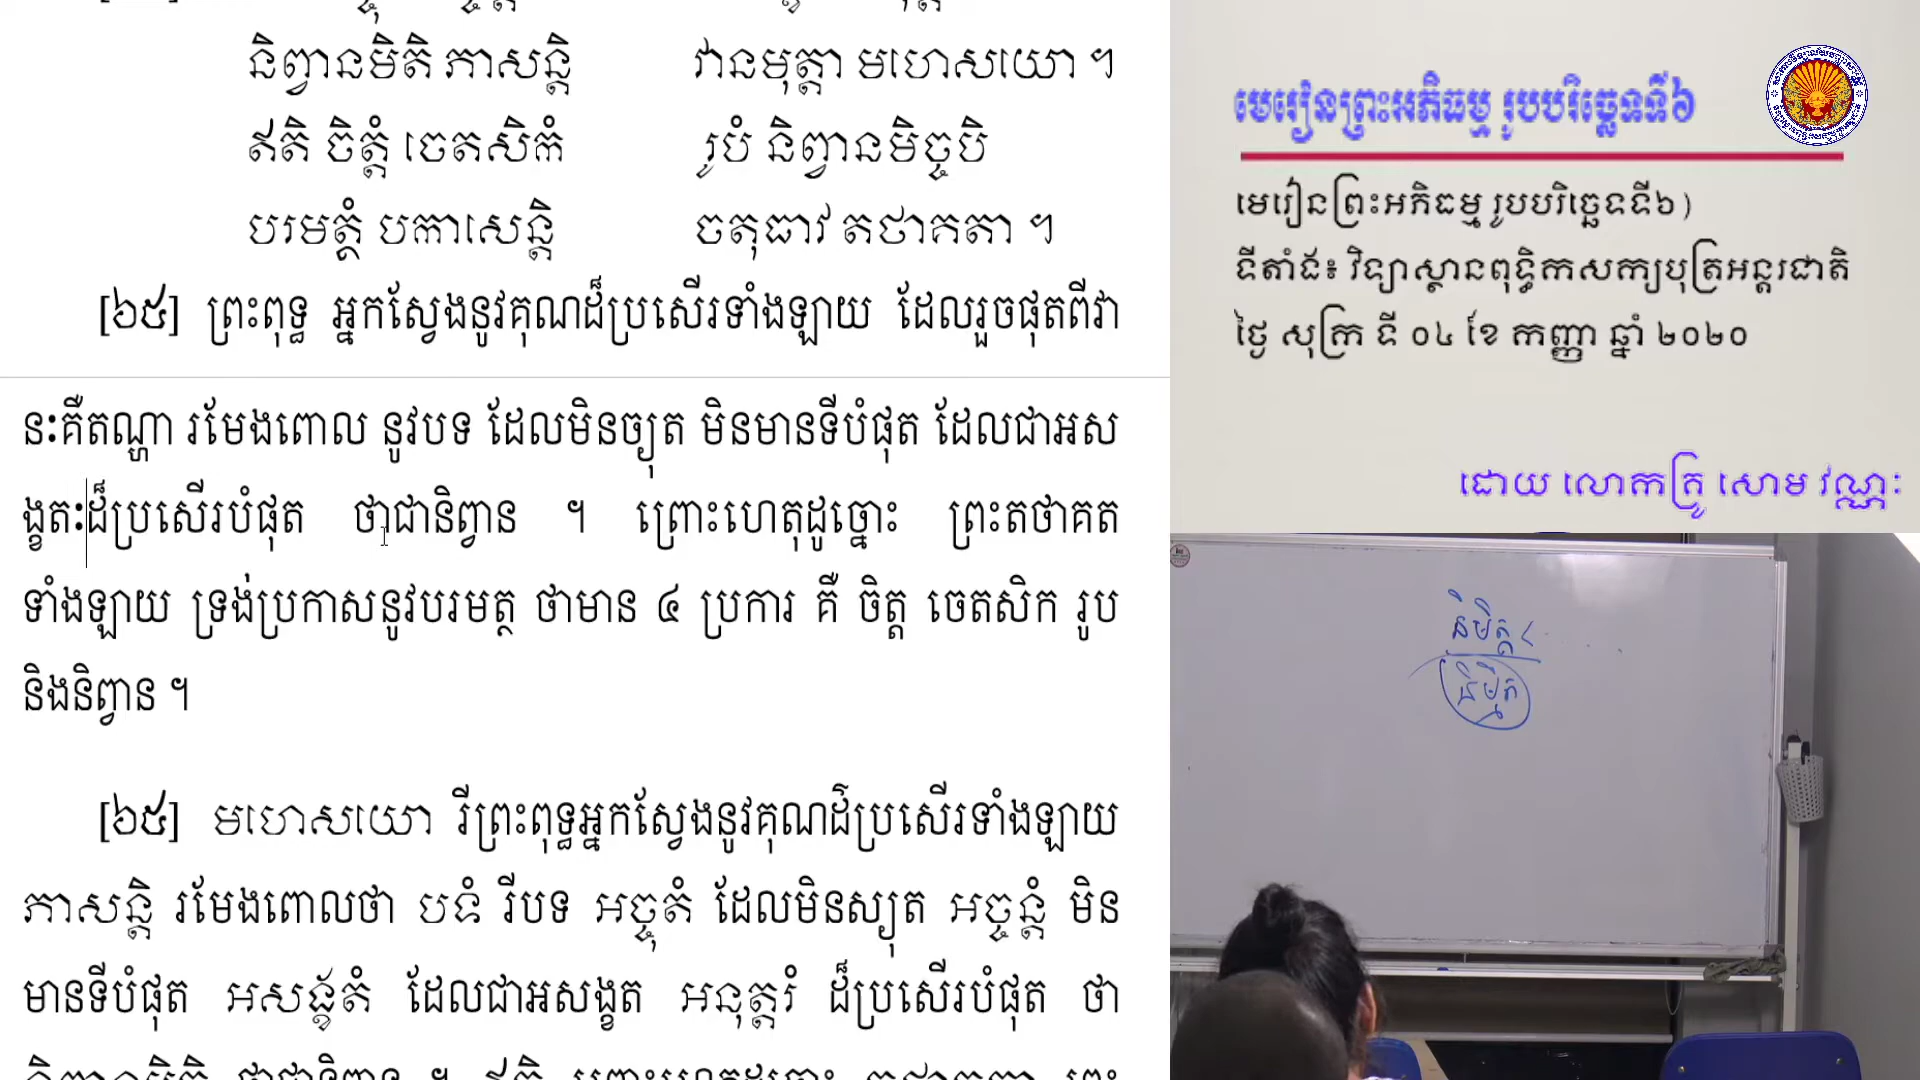 និព្វានមិតិ ភាសន្តិ វានមុត្តា មហេសយោ ។
ឥតិ ចិត្តំ ចេតសិកំ រូបំ និព្វានមិច្ចបិ
បរមត្ថំ បកាសេន្តិ ចតុធាវ តថាគតា ។
[៦៥] ព្រះពុទ្ធ អ្នកស្វែងនូវគុណដ៏ប្រសើរទាំងឡាយ ដែលរួចផុតពីវា
នៈគឺតណ្ហា រមែងពោល នូវបទ ដែលមិនច្យុត មិនមានទីបំផុត ដែលជាអស
ង្ខតៈដ៏ប្រសើរបំផុត ថាជានិព្វាន ។ ព្រោះហេតុដូច្នោះ ព្រះតថាគត
ទាំងឡាយ ទ្រង់ប្រកាសនូវបរមត្ថ ថាមាន ៤ ប្រការ គឺ ចិត្ត ចេតសិក រូប
និងនិព្វាន ។
[៦៥] មហេសយោ រីព្រះពុទ្ធអ្នកស្វែងនូវគុណដ៌ប្រសើរទាំងឡាយ
ភាសន្តិ រមែងពោលថា បទំ រីបទ អច្ចុតំ ដែលមិនស្យុត អច្ចន្តំ មិន
មានទីបំផុត អសង្ខតំ ដែលជាអសង្ខត អនុត្តរំ ដ៏ប្រសើរបំផុត ថា
មេរៀនព្រះអភិធម្ម រូបបរិច្ឆេទទី៦
មេរៀនព្រះអភិធម្ម រូបបរិច្ឆេទទី៦)
ទីតាំង៖ វិទ្យាស្ថានពុទ្ធិកសក្យបុត្រអន្តរជាតិ
ថ្ងៃ សុក្រ ទី ០៤ ខែ កញ្ញា ឆ្នាំ ២០២០
ដោយ លោកគ្រូ សោម វណ្ណៈ
និមិត្ត